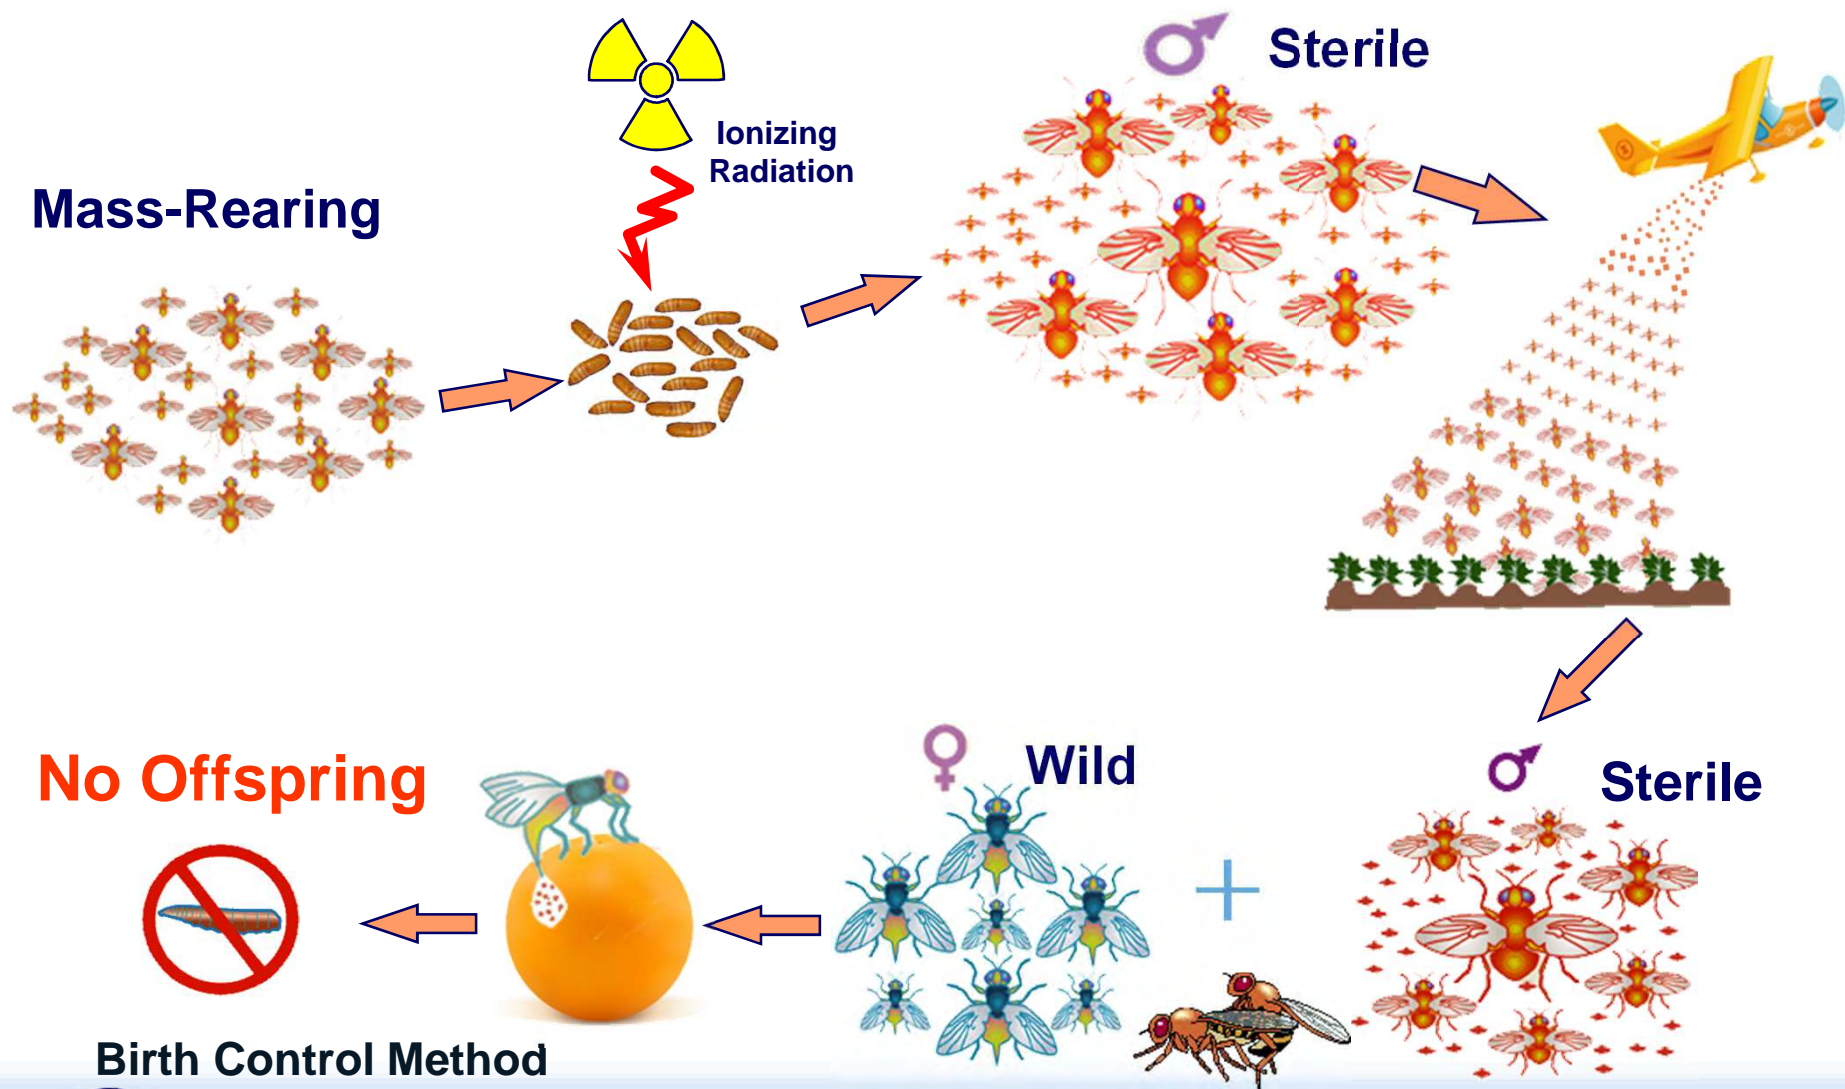 Sterile
Ionizing
Radiation
Mass-Rearing
Wild
Sterile
No Offspring
Birth Control Method